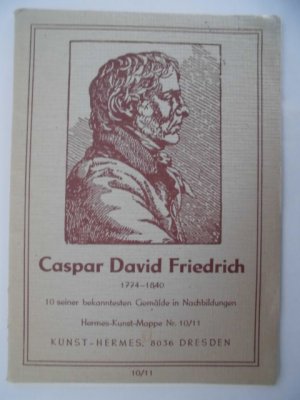 Caspar David Friedrich
1774-1840
10 seiner bekanntesten Gemälde in Nachbildungen
Hermes-Kunst-Mappe Nr. 10/11
KUNST-HERMES, 8036 DRESDEN
10/11